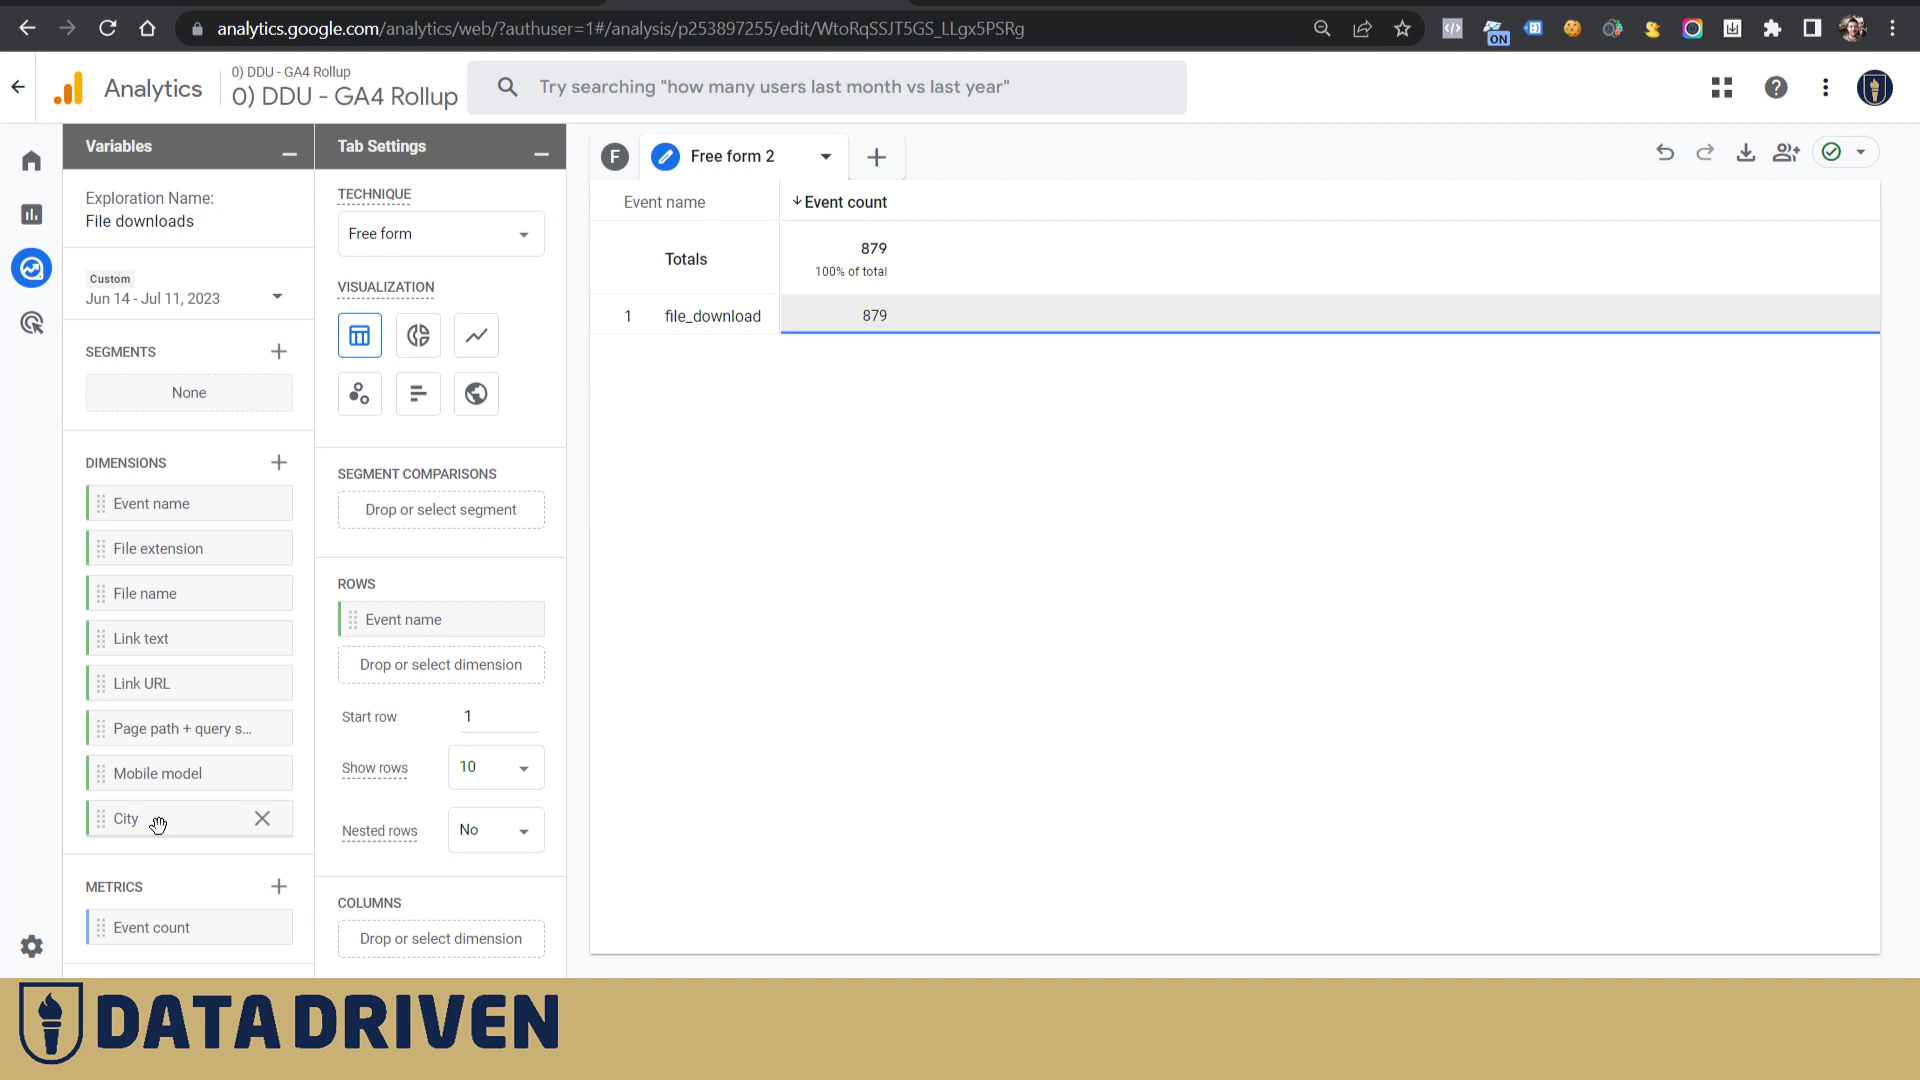 analytics.google.com/analytics/web/?authuser=1#/analysis/p253897255/edit/WtoRqSSJT5GS_LLgx5PSRg
ON
Analytics
0) DDU - GA4 Rollup
0) DDU - GA4 Rollup
Try searching "how many users last month vs last year"
Variables
Exploration Name:
File downloads
Custom
Jun 14 - Jul 11, 2023
SEGMENTS
None
DIMENSIONS
Event name
File extension
File name
Link text
Link URL
Page path + query s...
Mobile model
City
METRICS
Event count
Tab Settings
TECHNIQUE
Free form
VISUALIZATION
SEGMENT COMPARISONS
Drop or select segment
ROWS
Event name
Drop or select dimension
Start row 1
Show rows 10
Nested rows No
COLUMNS
Drop or select dimension
F
Free form 2
Event name Event count
Totals 879
100% of total
1 file_download 879
DATA DRIVEN